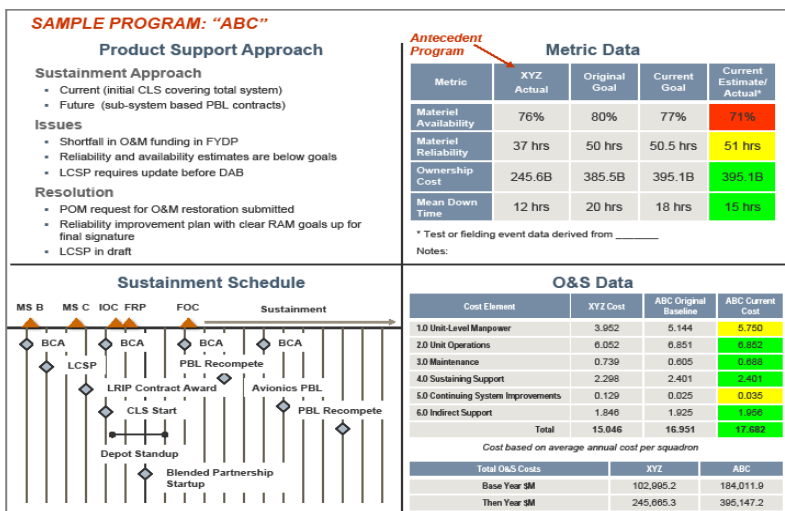 SAMPLE PROGRAM: “ABC”
Product Support Approach
Sustainment Approach
▪ Current (initial CLS covering total system)
▪ Future (sub-system based PBL contracts)
Issues
▪ Shortfall in O&M funding in FYDP
▪ Reliability and availability estimates are below goals
▪ LCSP requires update before DAB
Resolution
▪ POM request for O&M restoration submitted
▪ Reliability improvement plan with clear RAM goals up for
final signature
▪ LCSP in draft
Antecedent
Program
Metric Data
Metric XYZ Actual Original Goal Current Goal Current Estimate/ Actual*
Materiel Availability 76% 80% 77% 71%
Materiel Reliability 37 hrs 50 hrs 50.5 hrs 51 hrs
Ownership Cost 245.6B 385.5B 395.1B 395.1B
Mean Down Time 12 hrs 20 hrs 18 hrs 15 hrs
* Test or fielding event data derived from _______
Notes:
Sustainment Schedule
MS B MS C IOC FRP FOC Sustainment
BCA BCA BCA BCA
LCSP PBL Recompete
LRIP Contract Award Avionics PBL
CLS Start PBL Recompete
Depot Standup
Blended Partnership
Startup
O&S Data
Cost Element XYZ Cost ABC Original Baseline ABC Current Cost
1.0 Unit-Level Manpower 3.952 5.144 5.750
2.0 Unit Operations 6.052 6.851 6.852
3.0 Maintenance 0.739 0.605 0.688
4.0 Sustaining Support 2.298 2.401 2.401
5.0 Continuing System Improvements 0.129 0.025 0.035
6.0 Indirect Support 1.846 1.925 1.956
Total 15.046 16.951 17.682
Cost based on average annual cost per squadron
Total O&S Costs XYZ ABC
Base Year $M 102,995.2 184,011.9
Then Year $M 245,665.3 395,147.2